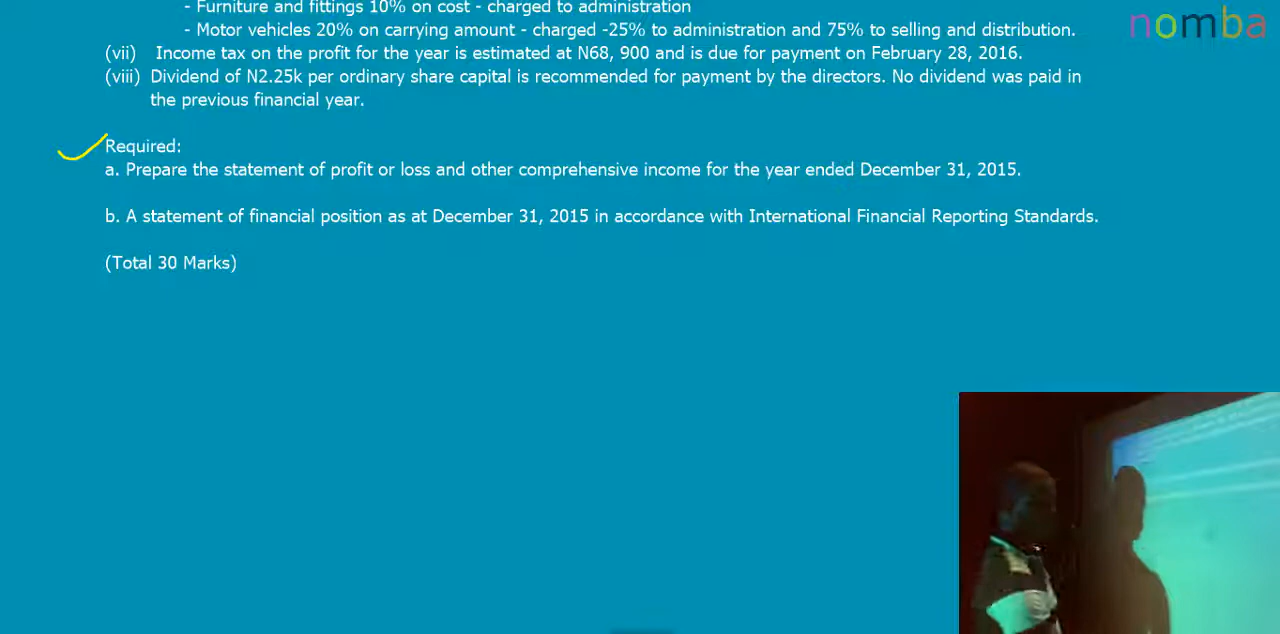 - Furniture and fittings 10% on cost - charged to administration
nomba
- Motor vehicles 20% on carrying amount - charged -25% to administration and 75% to selling and distribution.
(vii) Income tax on the profit for the year is estimated at N68, 900 and is due for payment on February 28, 2016.
(viii) Dividend of N2.25k per ordinary share capital is recommended for payment by the directors. No dividend was paid in
the previous financial year.
Required:
a. Prepare the statement of profit or loss and other comprehensive income for the year ended December 31, 2015.
b. A statement of financial position as at December 31, 2015 in accordance with International Financial Reporting Standards.
(Total 30 Marks)